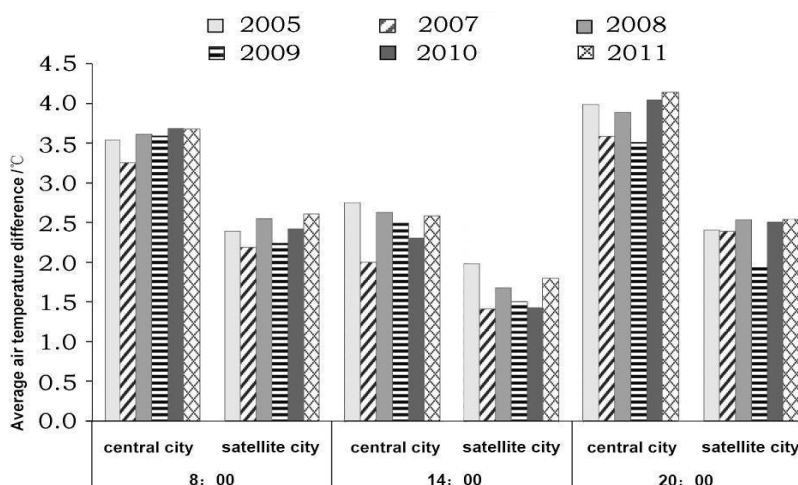 2005 2007 2008
2009 2010 2011
Average air temperature difference /℃
4.5
4.0
3.5
3.0
2.5
2.0
1.5
1.0
0.5
0.0
central city satellite city central city satellite city central city satellite city
8：00 14：00 20：00